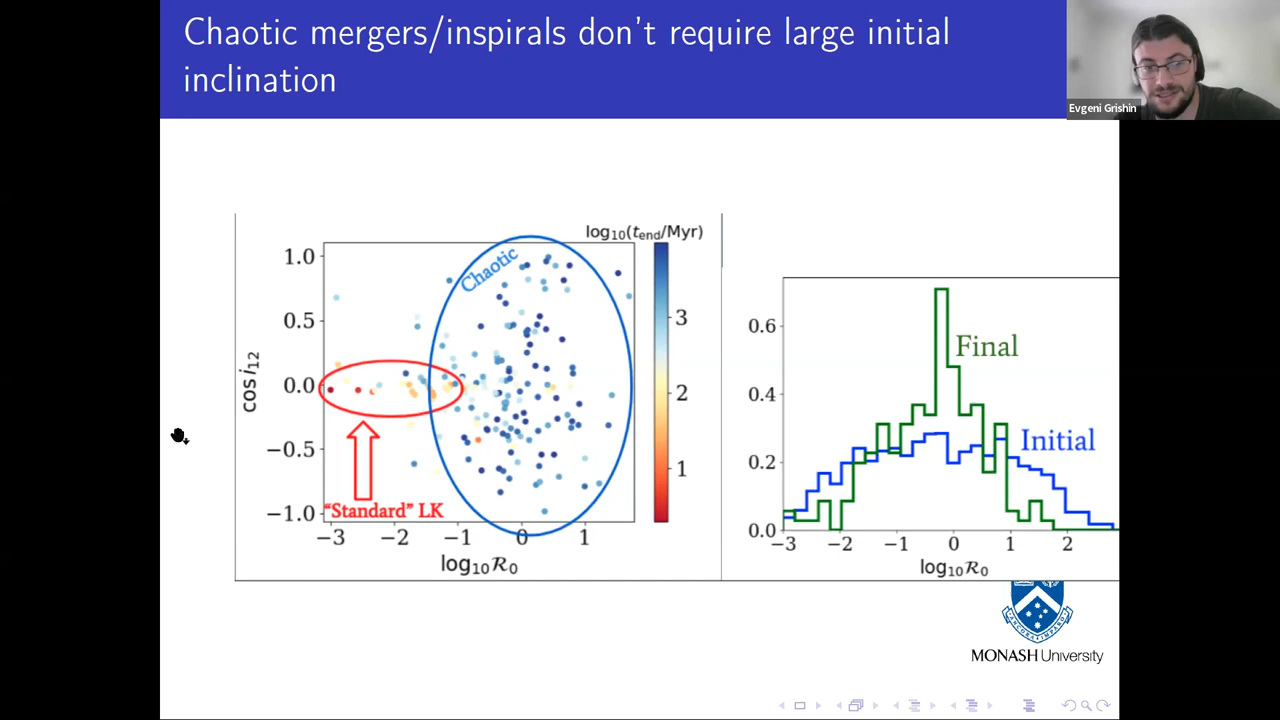 Chaotic mergers/inspirals don't require large initial
inclination
Evgeni Grishin
log10(tend/Myr)
Chaotic
1.0
0.5
0.0
−0.5
−1.0
cos i12
"Standard" LK
−3 −2 −1 0 1
log10 R0
3
2
1
0.6
0.4
0.2
0.0
Final
Initial
−3 −2 −1 0 1 2
log10 R0
MONASH University